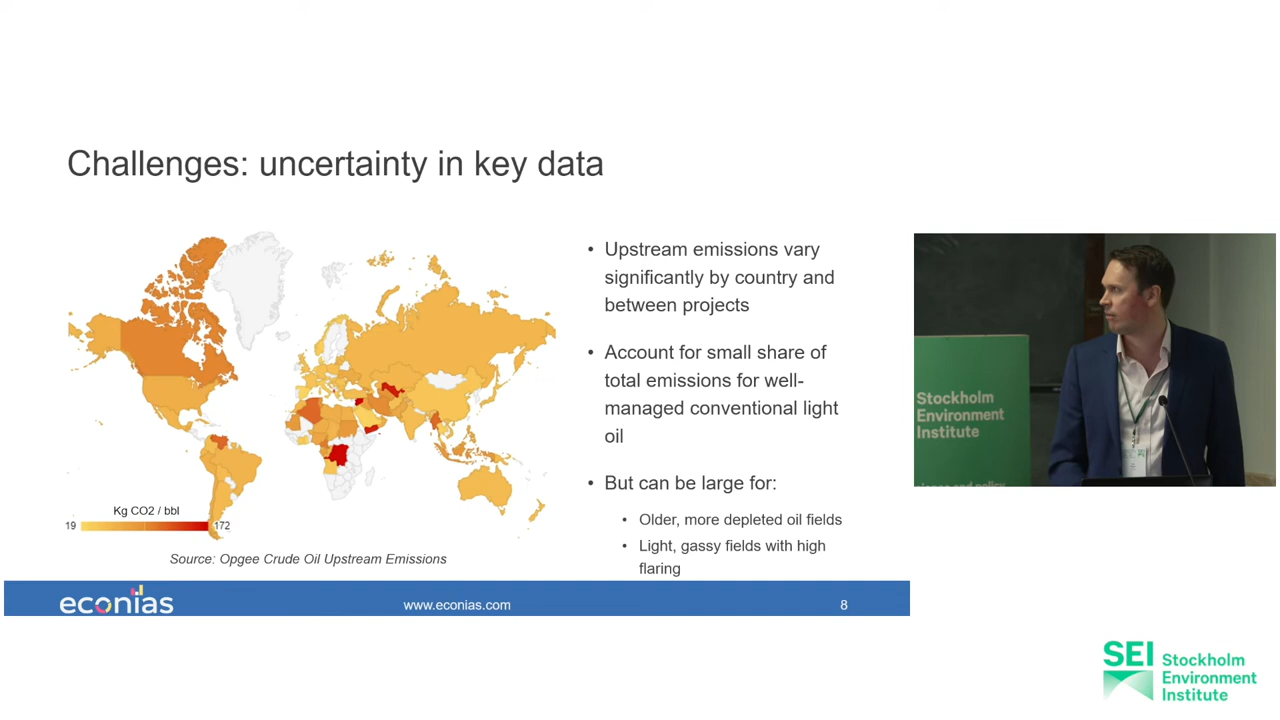 Challenges: uncertainty in key data
Kg CO2 / bbl
19
172
Source: Opgee Crude Oil Upstream Emissions
• Upstream emissions vary
significantly by country and
between projects
• Account for small share of
total emissions for well-
managed conventional light
oil
• But can be large for:
• Older, more depleted oil fields
• Light, gassy fields with high
flaring
econias
www.econias.com
8
Stockholm
Environment
Institute
and policy
SEI Stockholm
Environment
Institute